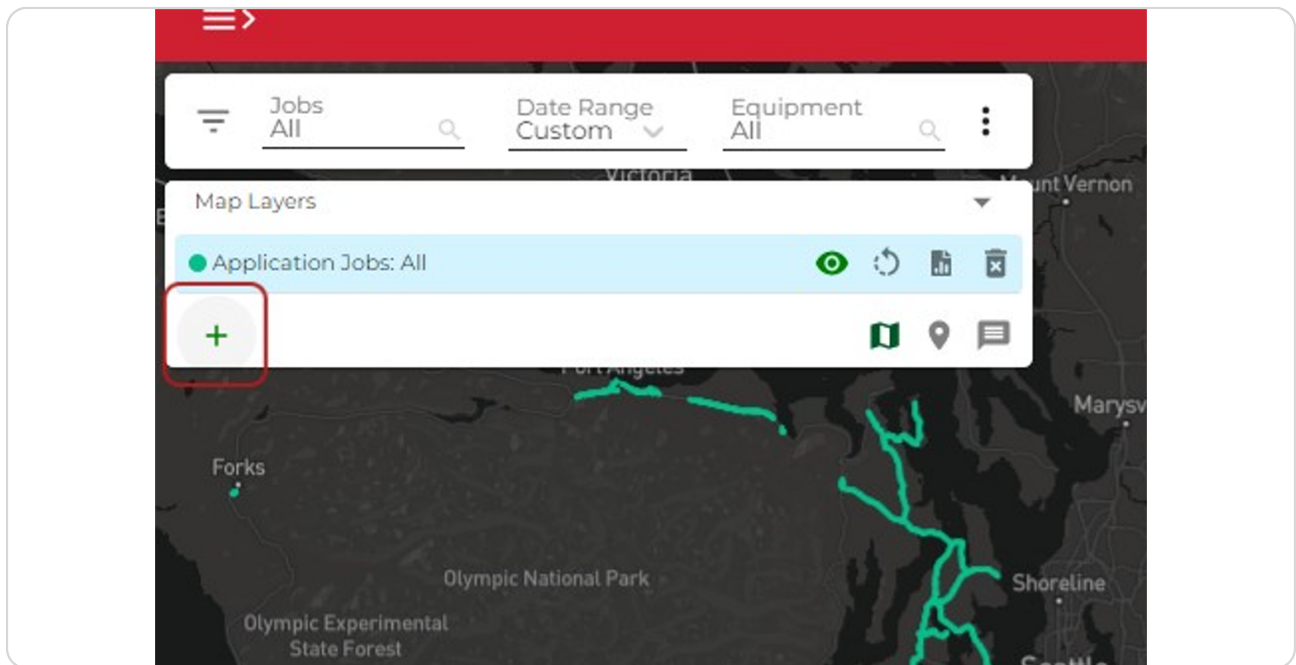 Jobs
All
Date Range
Custom
Equipment
All
Victoria
Mount Vernon
Map Layers
Application Jobs: All
Port Angeles
Marysv
Forks
Olympic National Park
Shoreline
Olympic Experimental
State Forest
Seattle